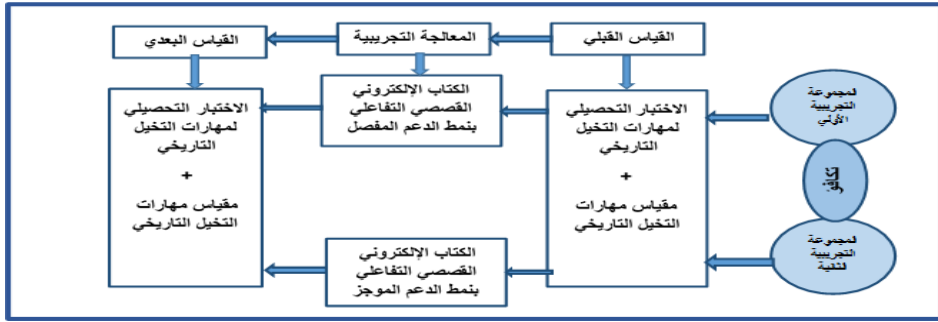 القياس القبلي
المعالجة التجريبية
القياس البعدي
المجموعة
التجريبية
الأولي
تكافؤ
المجموعة
التجريبية
الثانية
الاختبار التحصيلي
لمهارات التخيل
التاريخي
+
مقياس مهارات
التخيل التاريخي
الكتاب الإلكتروني
القصصي التفاعلي
بنمط الدعم المفصل
الكتاب الإلكتروني
القصصي التفاعلي
بنمط الدعم الموجز
الاختبار التحصيلي
لمهارات التخيل
التاريخي
+
مقياس مهارات
التخيل التاريخي